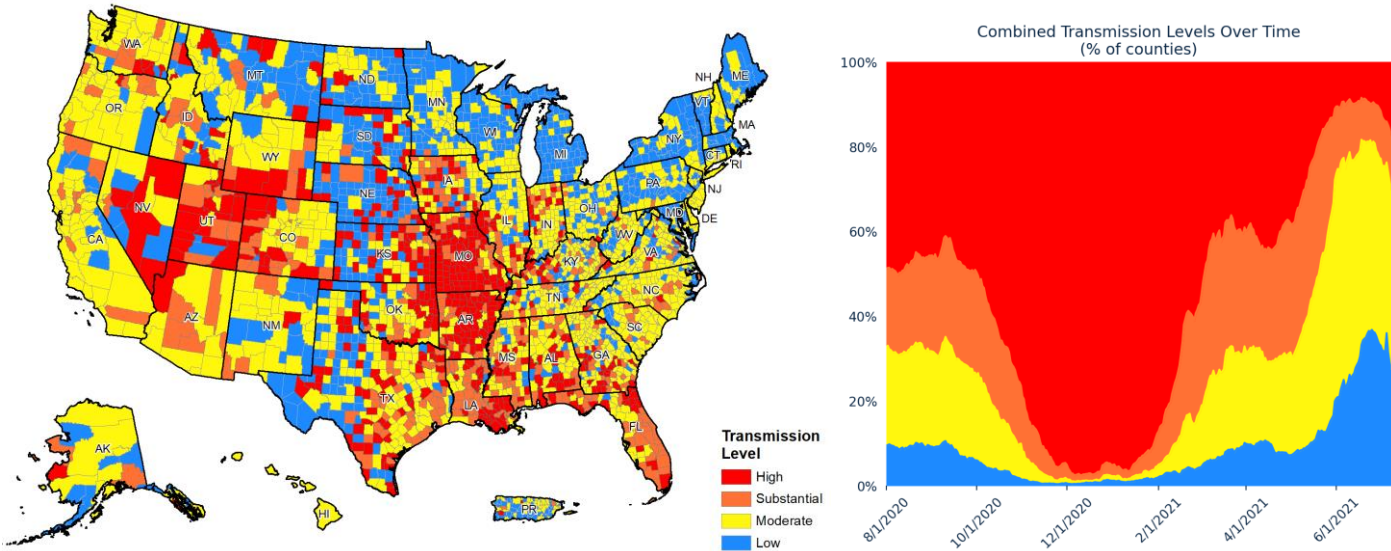 WA
MT
ND
MN
ME
NH
VT
OR
ID
SD
WI
NY
MA
WY
MI
CT
RI
IA
NE
PA
NJ
NV
UT
IL
IN
OH
MD
DE
CO
WV
CA
KS
MO
KY
VA
TN
NC
AZ
NM
OK
AR
SC
MS
AL
GA
TX
LA
FL
AK
HI
PR
Transmission
Level
High
Substantial
Moderate
Low
Combined Transmission Levels Over Time
(% of counties)
100%
80%
60%
40%
20%
0%
8/1/2020
10/1/2020
12/1/2020
2/1/2021
4/1/2021
6/1/2021